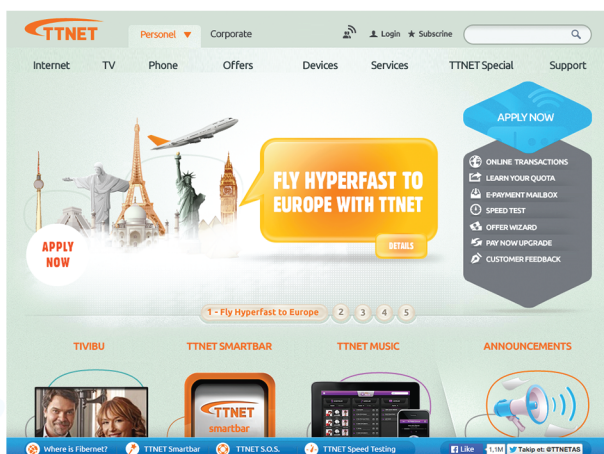 TTNET
Personel
Corporate
Login
Subscrine
Internet
TV
Phone
Offers
Devices
Services
TTNET Special
Support
APPLY NOW
ONLINE TRANSACTIONS
LEARN YOUR QUOTA
E-PAYMENT MAILBOX
SPEED TEST
OFFER WIZARD
PAY NOW UPGRADE
CUSTOMER FEEDBACK
FLY HYPERFAST TO
EUROPE WITH TTNET
DETAILS
APPLY
NOW
1 - Fly Hyperfast to Europe
2
3
4
5
TIVIBU
TTNET SMARTBAR
TTNET MUSIC
ANNOUNCEMENTS
TTNET
smartbar
Where is Fibernet?
TTNET Smartbar
TTNET S.O.S.
TTNET Speed Testing
Like
1,1M
Takip et: @TTNETAS